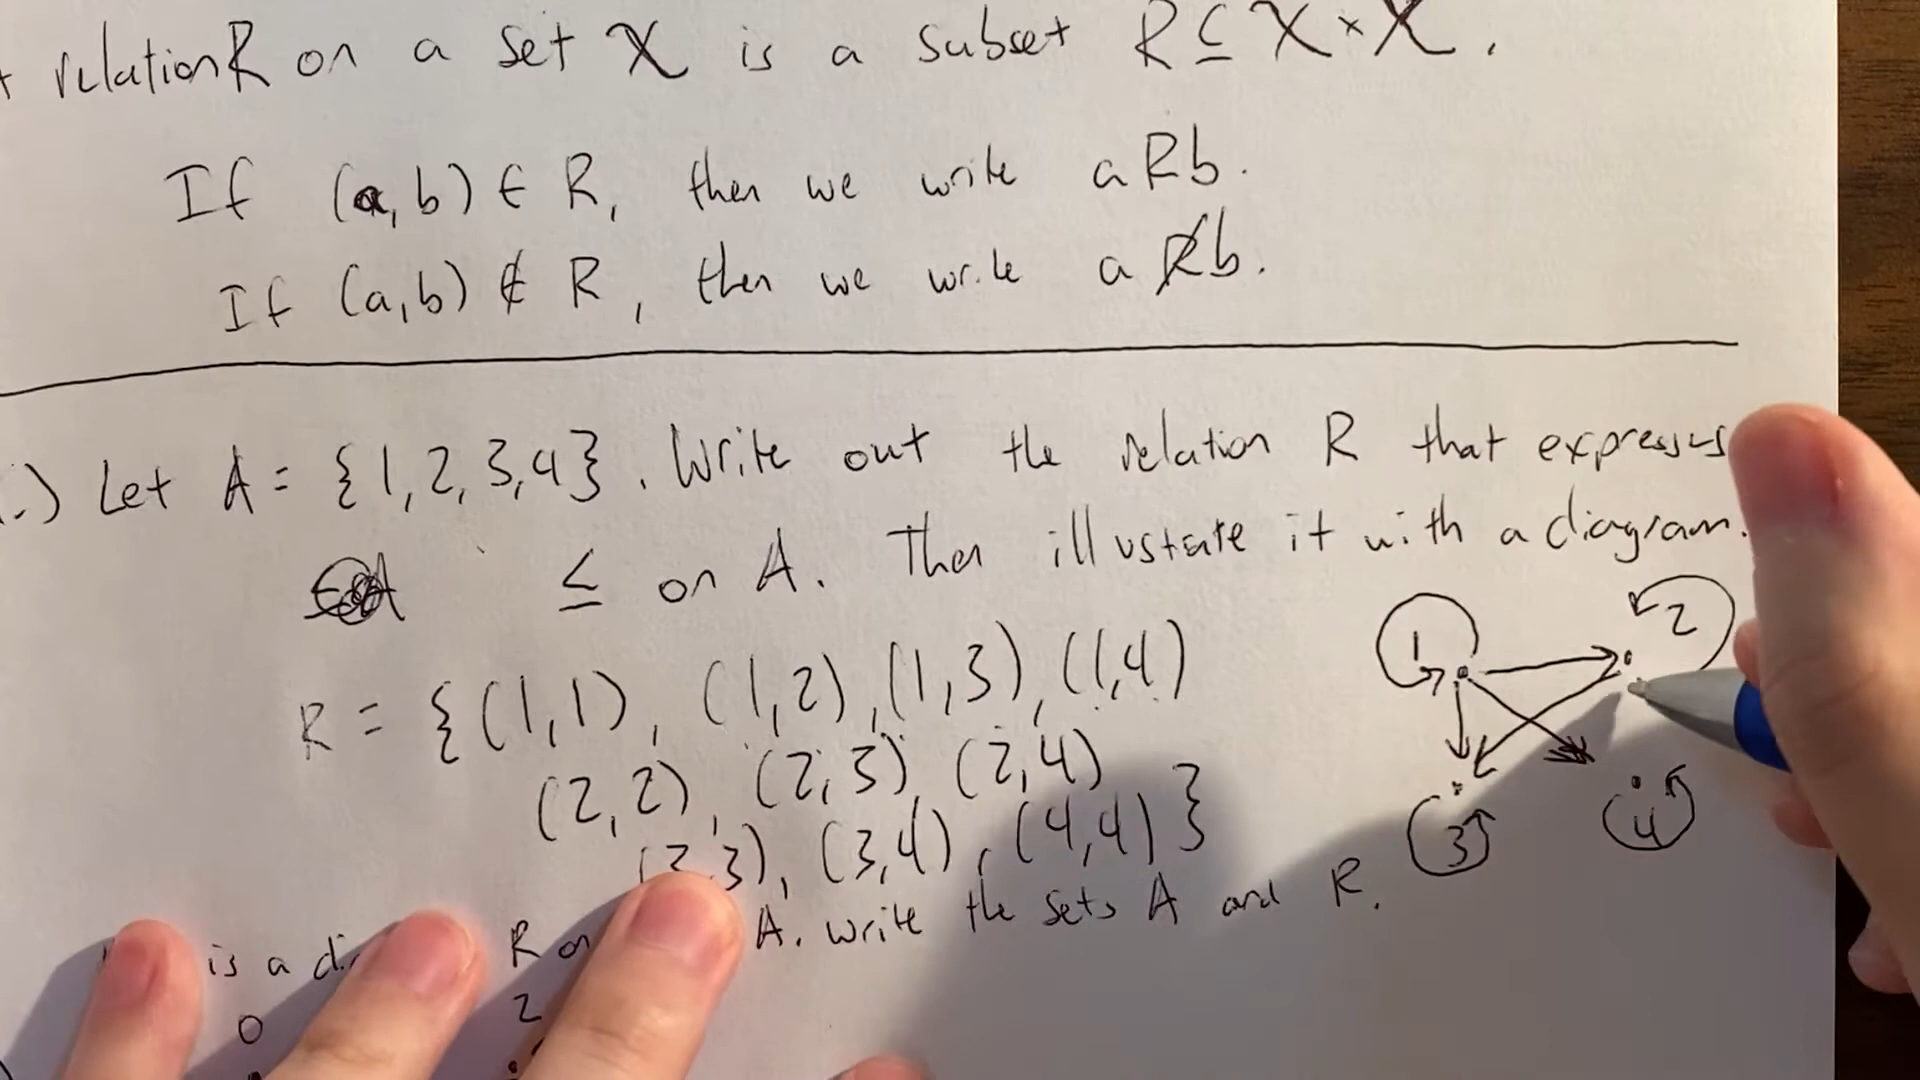 relation R on a set X is a subset R ⊆ X × X.
If (a,b) ∈ R, then we write a R b.
If (a,b) ∉ R, then we write a R̸ b.
Let A = {1,2,3,4}. Write out the relation R that expresses
≤ on A. Then illustrate it with a diagram.
R = {(1,1), (1,2), (1,3), (1,4)
(2,2), (2,3), (2,4)
3), (3,4), (4,4)}
1 2
3 4
is a R on A. write the sets A and R.
0 2